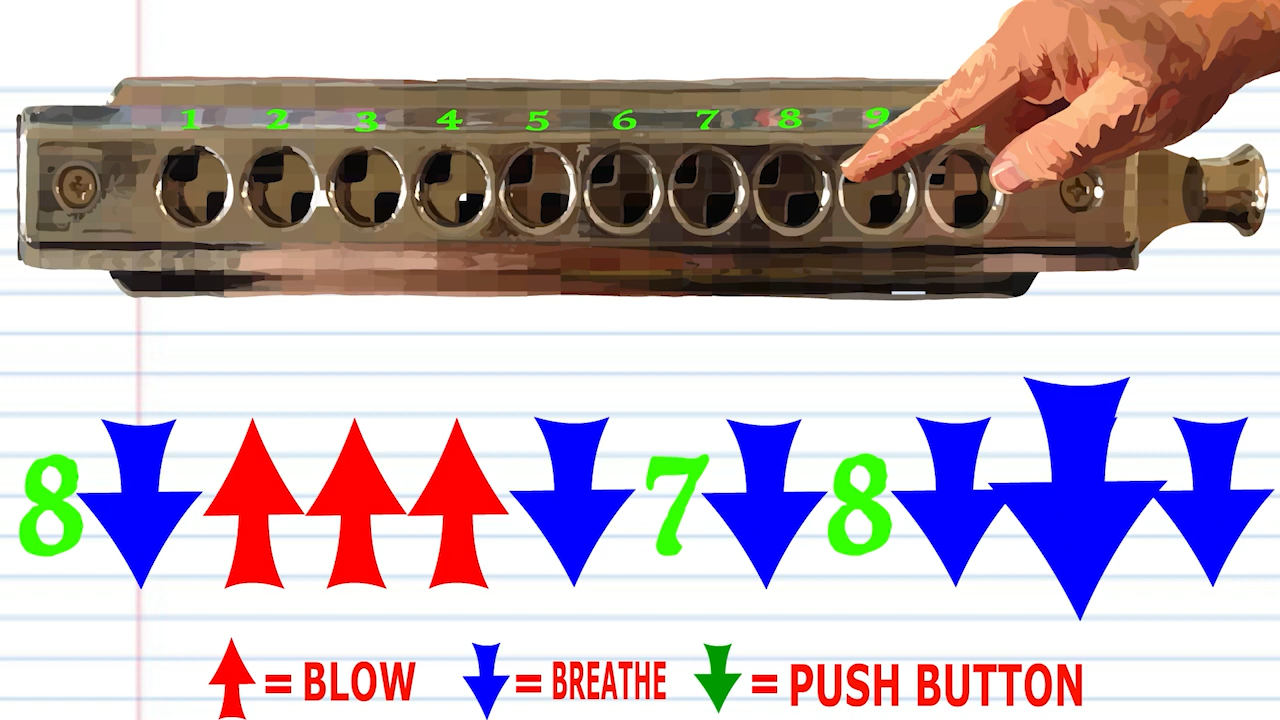 1 2 3 4 5 6 7 8 9
8 7 8
= BLOW = BREATHE = PUSH BUTTON